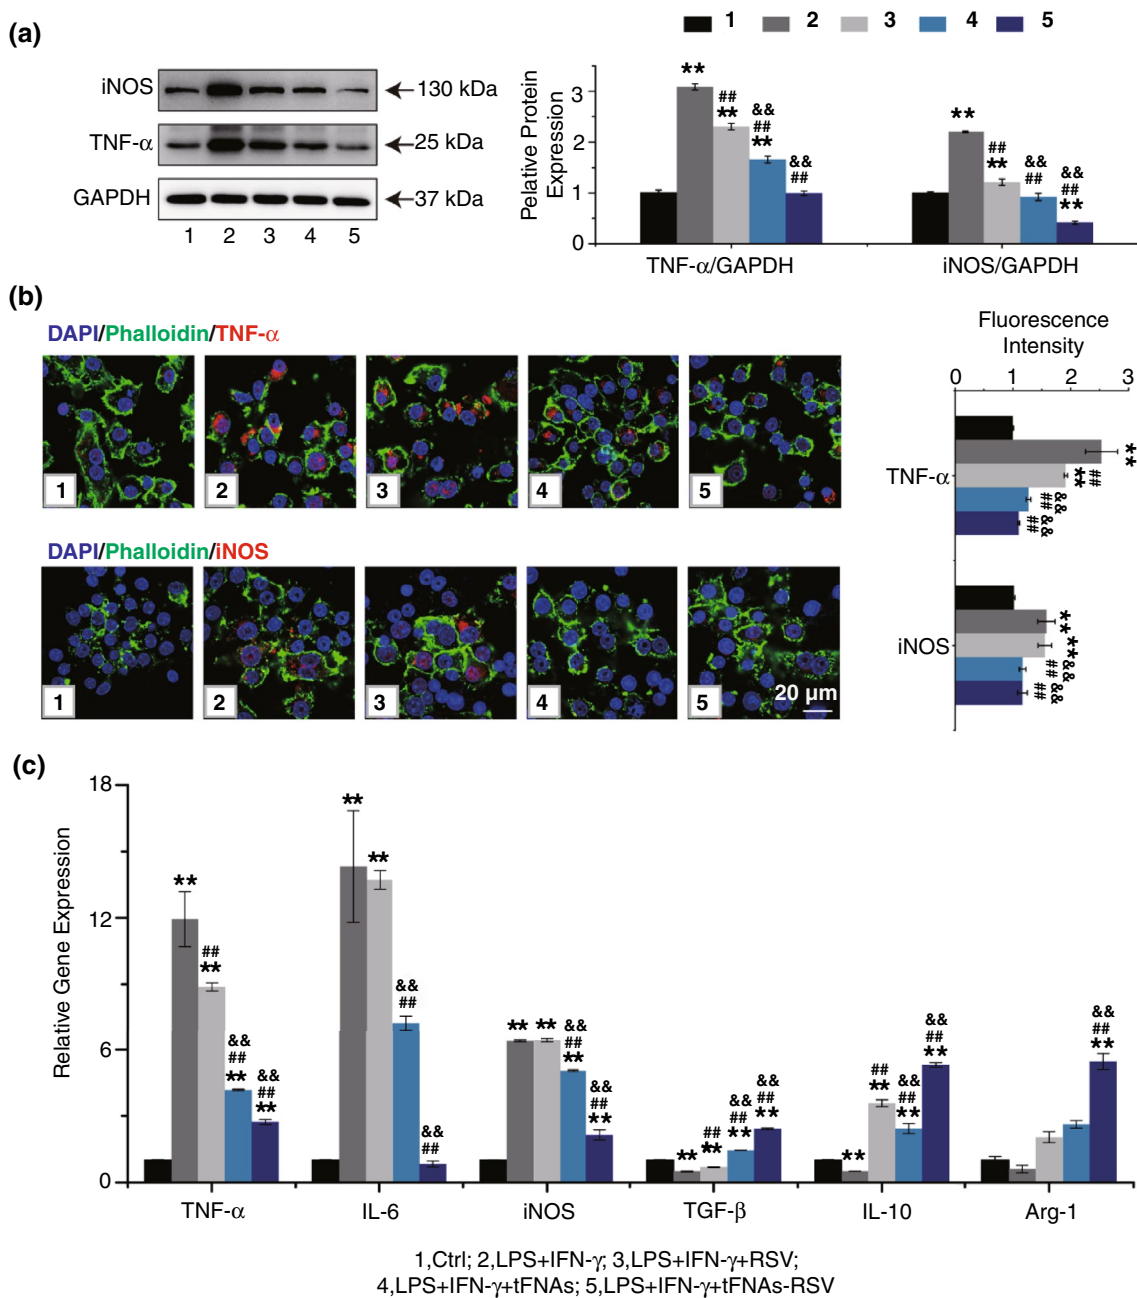 (a)
1 2 3 4 5
iNOS
130 kDa
TNF-α
25 kDa
GAPDH
37 kDa
1 2 3 4 5
Pelative Protein
Expression
3
2
1
0
**
##
**
&&
##
**
&&
##
**
##
**
&&
##
&&
##
**
TNF-α/GAPDH
iNOS/GAPDH
(b)
DAPI/Phalloidin/TNF-α
1 2 3 4 5
DAPI/Phalloidin/iNOS
1 2 3 4 5
20 μm
Fluorescence
Intensity
0 1 2 3
TNF-α
**
**
##
##
&&
##
&&
iNOS
**
**
##
&&
##
&&
(c)
Relative Gene Expression
18
12
6
0
**
##
**
&&
##
**
&&
##
**
**
**
&&
##
&&
##
**
**
&&
##
**
&&
##
**
**
##
**
&&
##
**
&&
##
**
**
##
**
&&
##
**
&&
##
**
&&
##
**
TNF-α IL-6 iNOS TGF-β IL-10 Arg-1
1,Ctrl; 2,LPS+IFN-γ; 3,LPS+IFN-γ+RSV;
4,LPS+IFN-γ+tFNAs; 5,LPS+IFN-γ+tFNAs-RSV